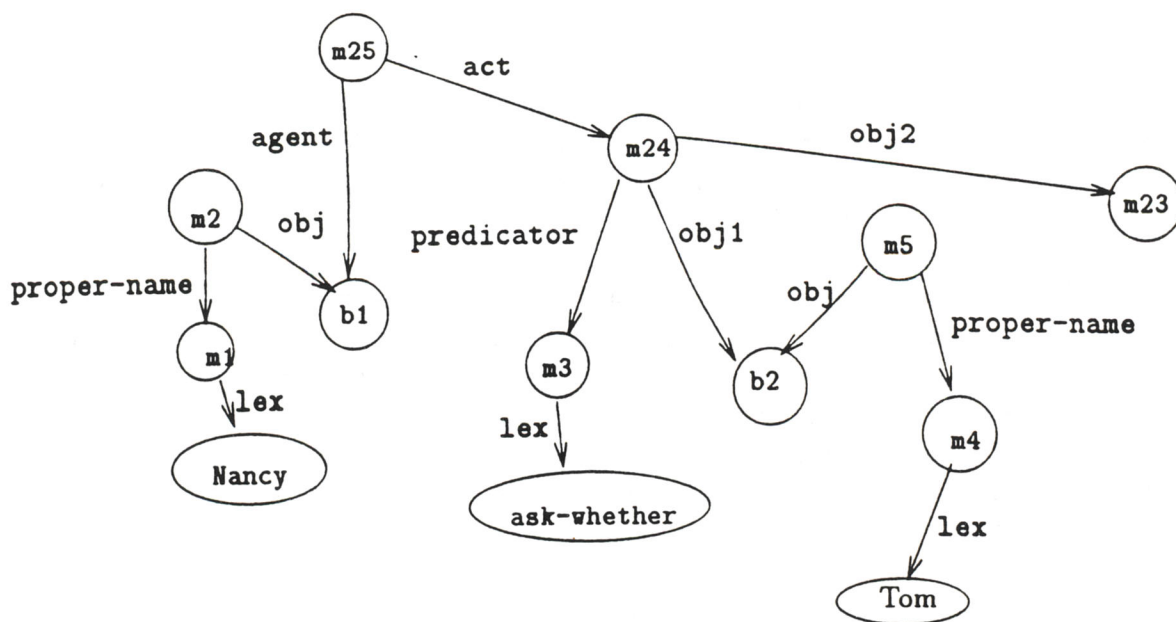 m25
act
agent
m24
obj2
m2
m23
obj
predicator
obj1
m5
proper-name
b1
obj
proper-name
m1
m3
b2
lex
lex
m4
Nancy
ask-whether
lex
Tom